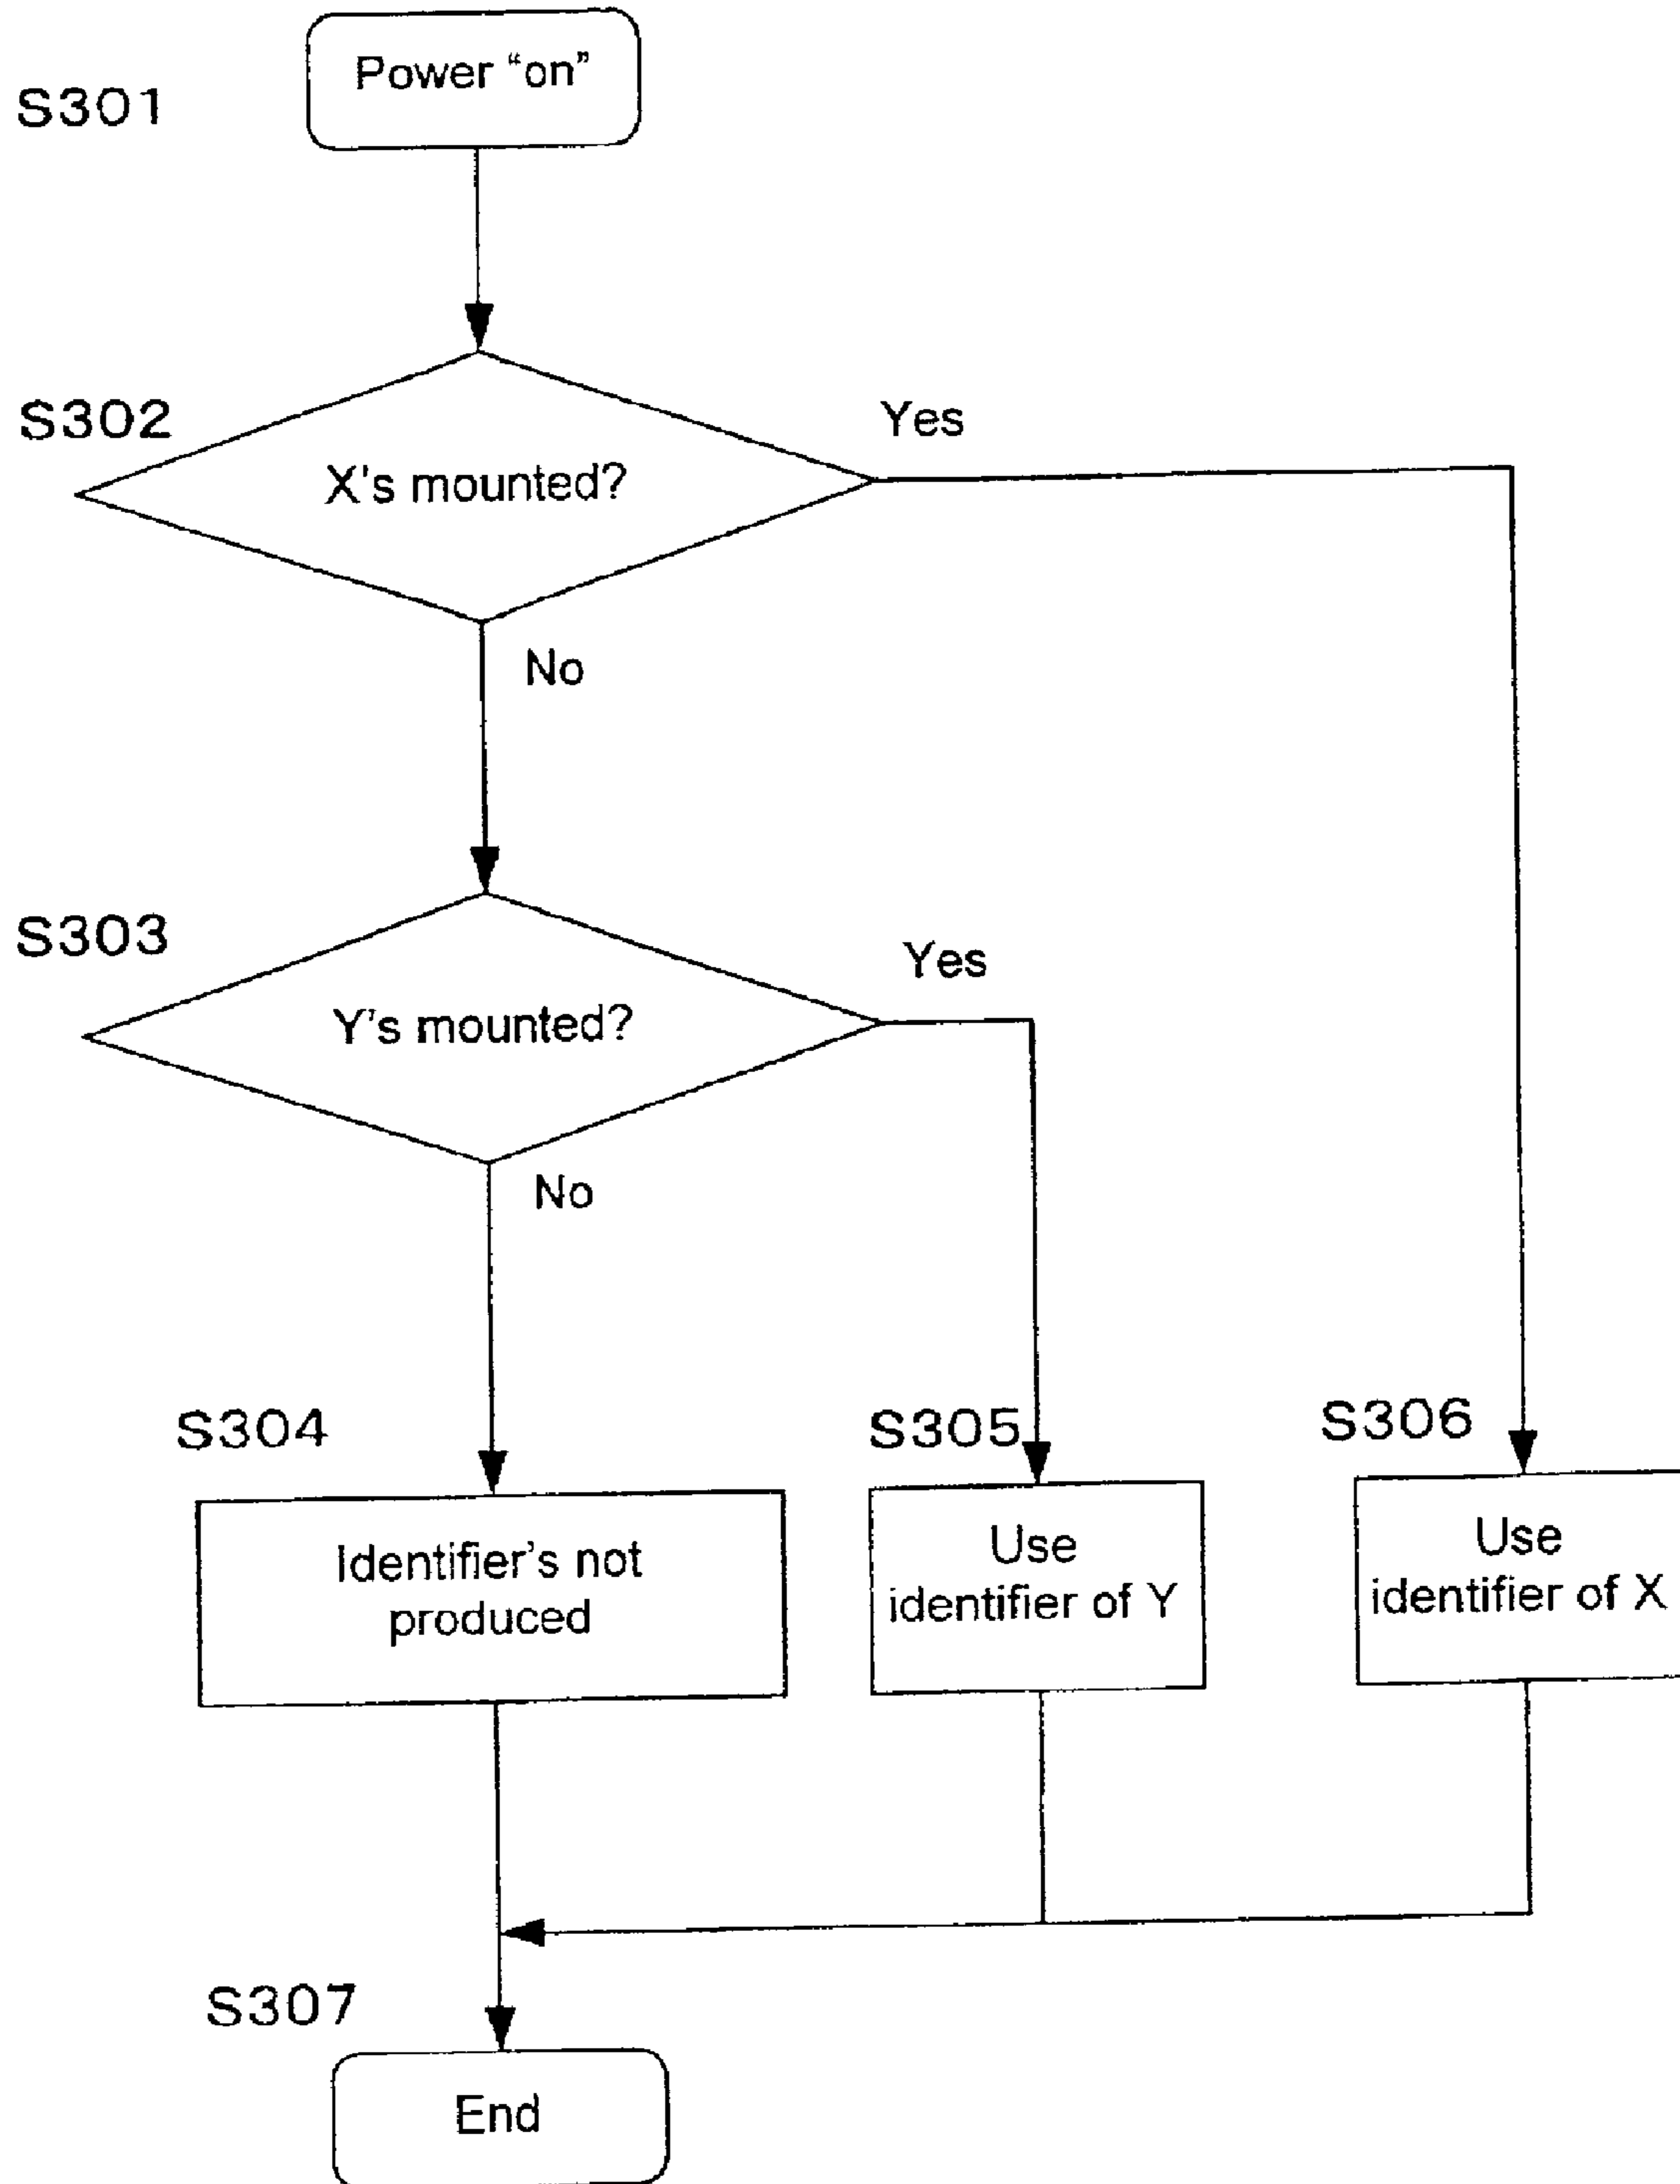 Power “on”
S301
S302
Yes
X's mounted?
No
S303
Yes
Y's mounted?
No
S304
S305
S306
Identifier's not
produced
Use
identifier of Y
Use
identifier of X
S307
End